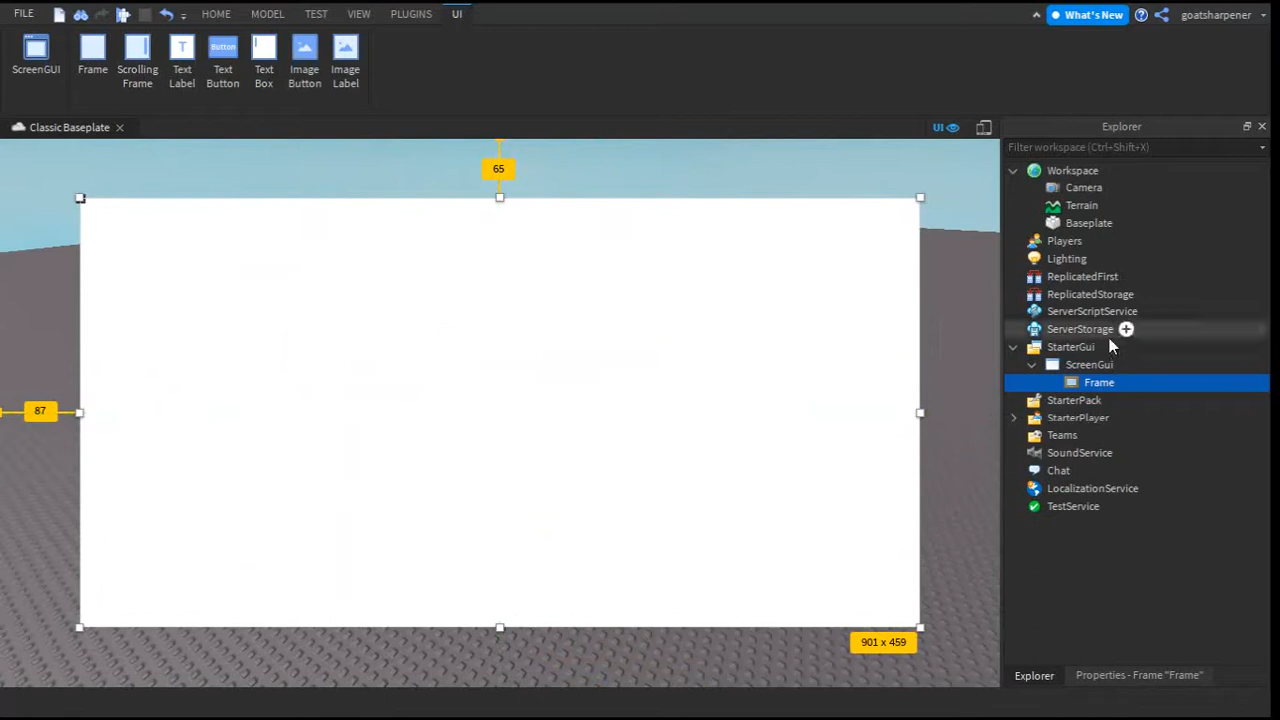 FILE HOME MODEL TEST VIEW PLUGINS UI What's New goatsharpener
ScreenGUI Frame Scrolling Frame Text Label Button Text Button Text Box Image Button Image Label
Classic Baseplate UI
Explorer
Filter workspace (Ctrl+Shift+X)
65
87
901 x 459
Workspace
Camera
Terrain
Baseplate
Players
Lighting
ReplicatedFirst
ReplicatedStorage
ServerScriptService
ServerStorage
StarterGui
ScreenGui
Frame
StarterPack
StarterPlayer
Teams
SoundService
Chat
LocalizationService
TestService
Explorer Properties - Frame "Frame"